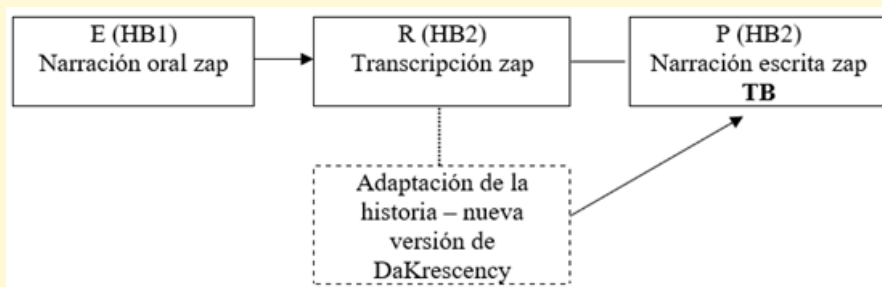 E (HB1)
Narración oral zap
R (HB2)
Transcripción zap
P (HB2)
Narración escrita zap
TB
Adaptación de la
historia – nueva
versión de
DaKrescency